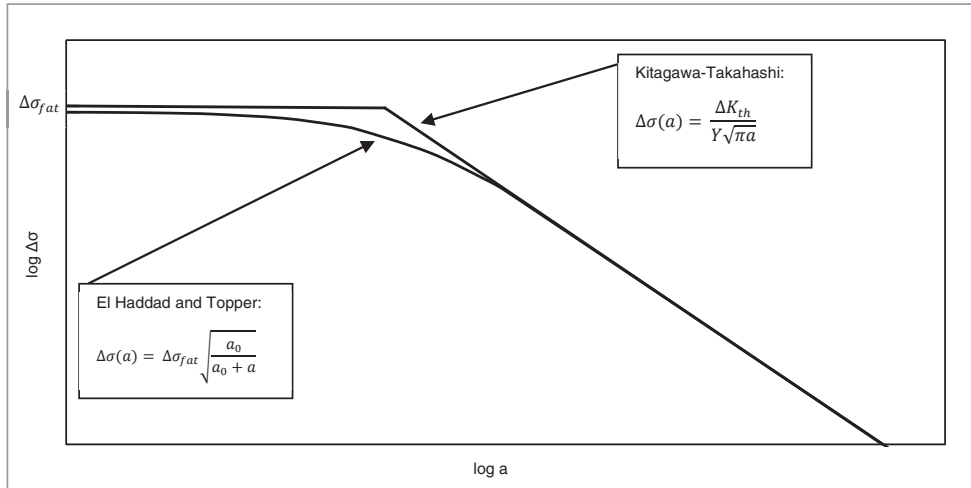 Δσ_fat
Kitagawa-Takahashi:
Δσ(a) = ΔK_th / Y√πa
log Δσ
El Haddad and Topper:
Δσ(a) = Δσ_fat √(a_0 / a_0 + a)
log a